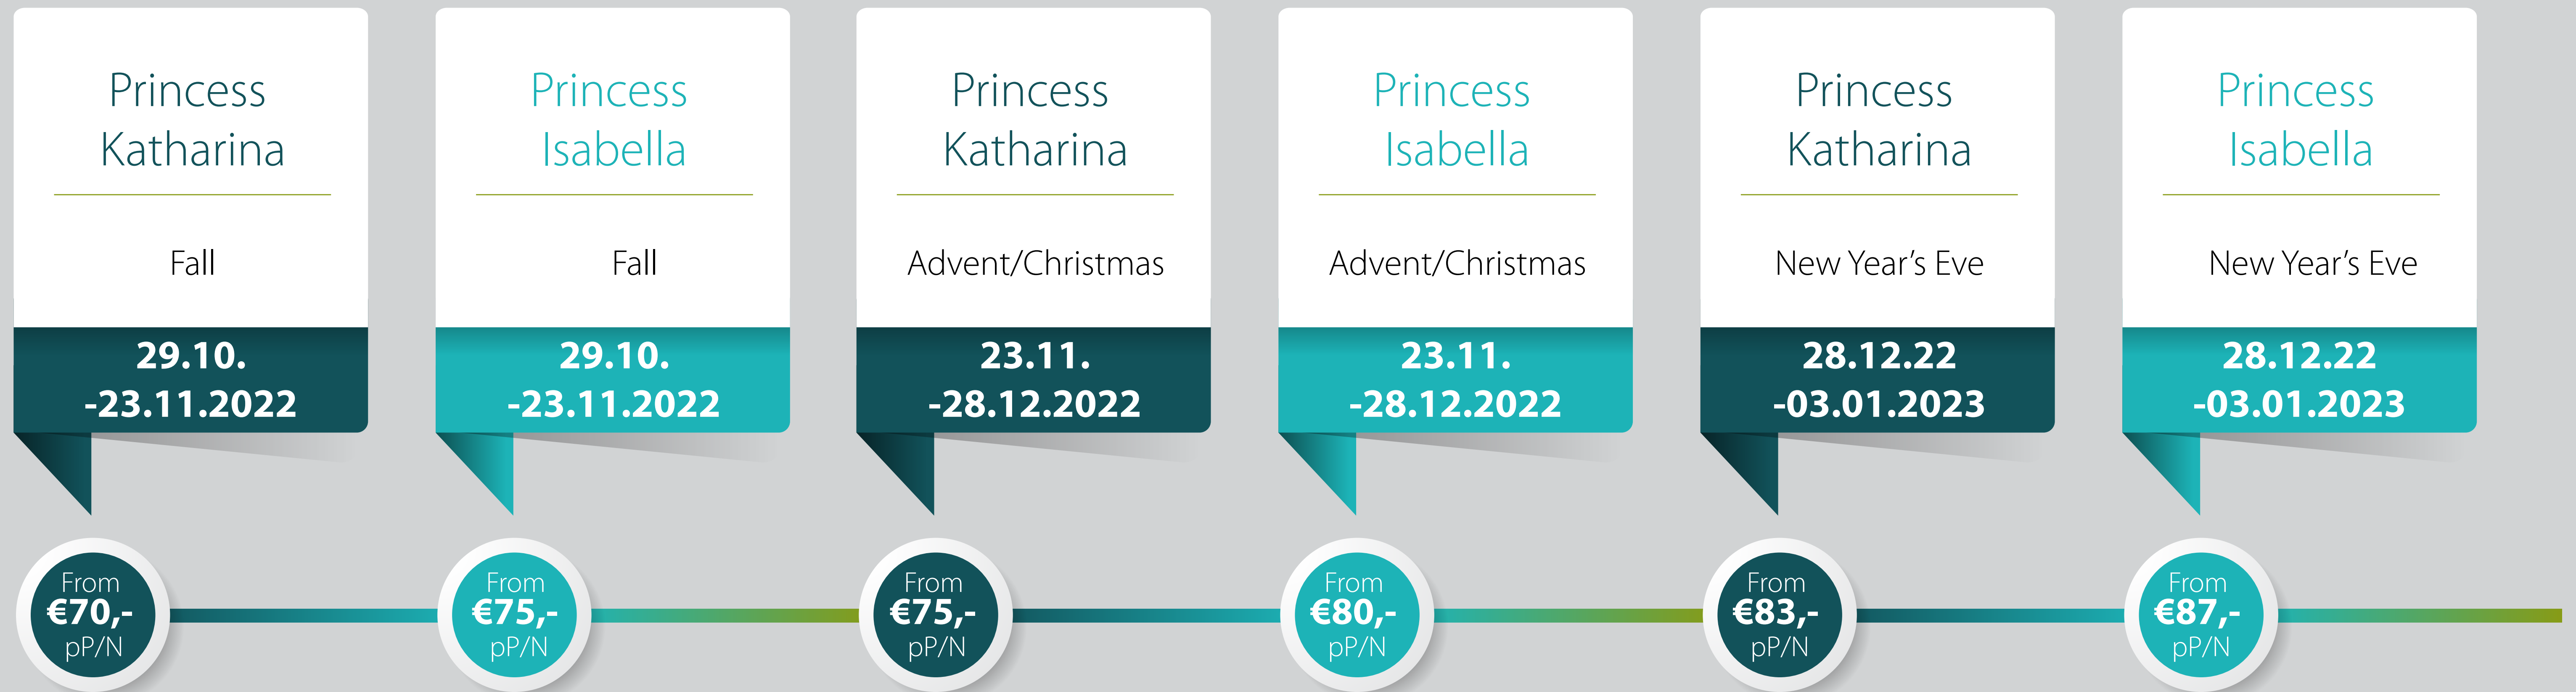 Princess
Katharina
Fall
29.10.
-23.11.2022
From
€70,-
pP/N
Princess
Isabella
Fall
29.10.
-23.11.2022
From
€75,-
pP/N
Princess
Katharina
Advent/Christmas
23.11.
-28.12.2022
From
€75,-
pP/N
Princess
Isabella
Advent/Christmas
23.11.
-28.12.2022
From
€80,-
pP/N
Princess
Katharina
New Year’s Eve
28.12.22
-03.01.2023
From
€83,-
pP/N
Princess
Isabella
New Year’s Eve
28.12.22
-03.01.2023
From
€87,-
pP/N